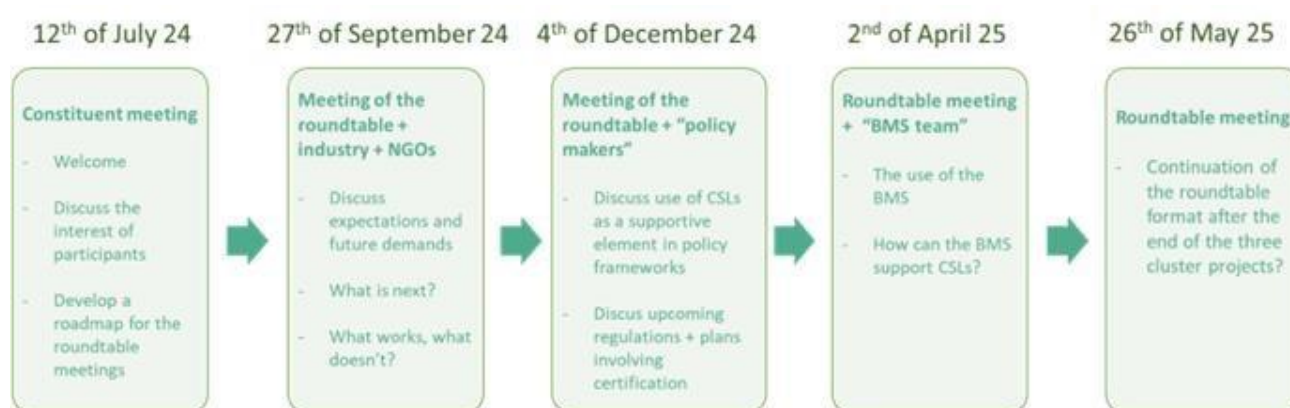 12th of July 24
27th of September 24
4th of December 24
2nd of April 25
26th of May 25
Constituent meeting
- Welcome
- Discuss the
interest of
participants
- Develop a
roadmap for the
roundtable
meetings
Meeting of the
roundtable +
industry + NGOs
- Discuss
expectations and
future demands
- What is next?
- What works, what
doesn't?
Meeting of the
roundtable + "policy
makers"
- Discuss use of CSLs
as a supportive
element in policy
frameworks
- Discus upcoming
regulations + plans
involving
certification
Roundtable meeting
+ "BMS team"
- The use of the
BMS
- How can the BMS
support CSLs?
Roundtable meeting
- Continuation of
the roundtable
format after the
end of the three
cluster projects?